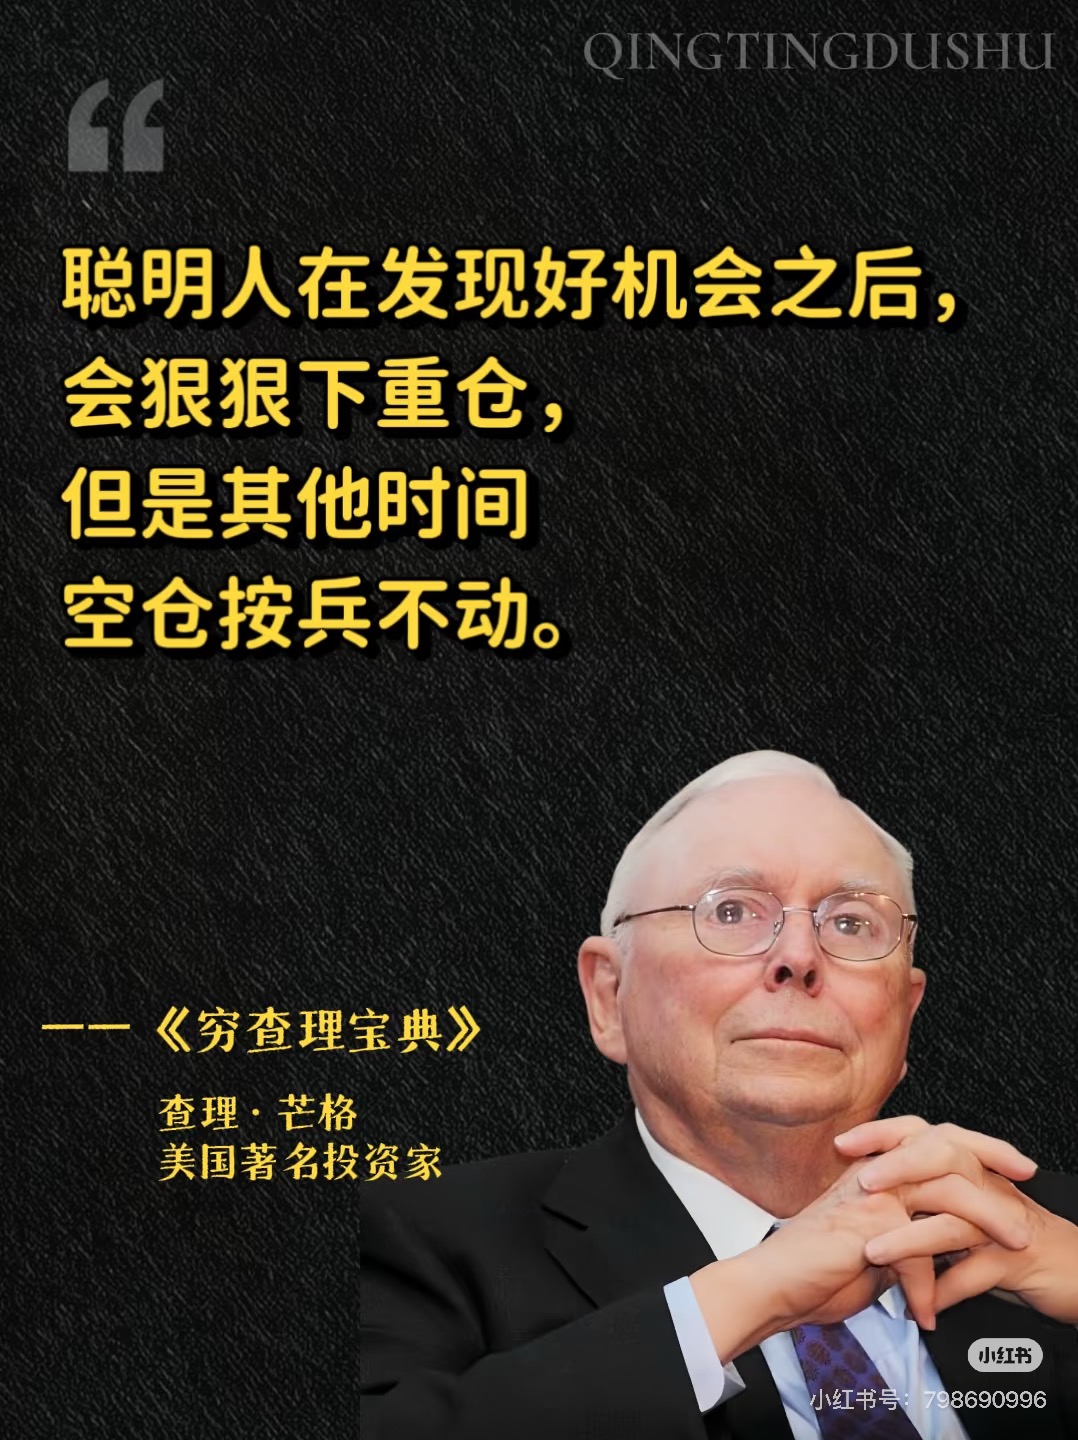 QINGTINGDUSHU
“
聪明人在发现好机会之后，
会狠狠下重仓，
但是其他时间
空仓按兵不动。
——《穷查理宝典》
查理·芒格
美国著名投资家
小红书
小红书号：798690996